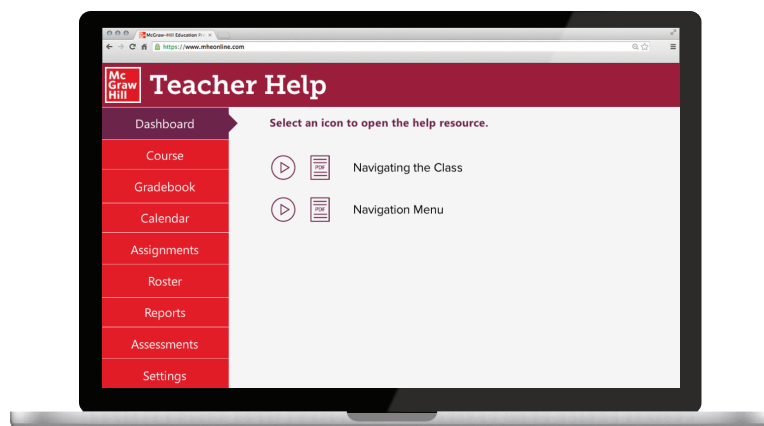 McGraw-Hill Education Pr
https://www.mheonline.com
Mc
Graw
Hill
Teacher Help
Dashboard
Course
Gradebook
Calendar
Assignments
Roster
Reports
Assessments
Settings
Select an icon to open the help resource.
PDF Navigating the Class
PDF Navigation Menu